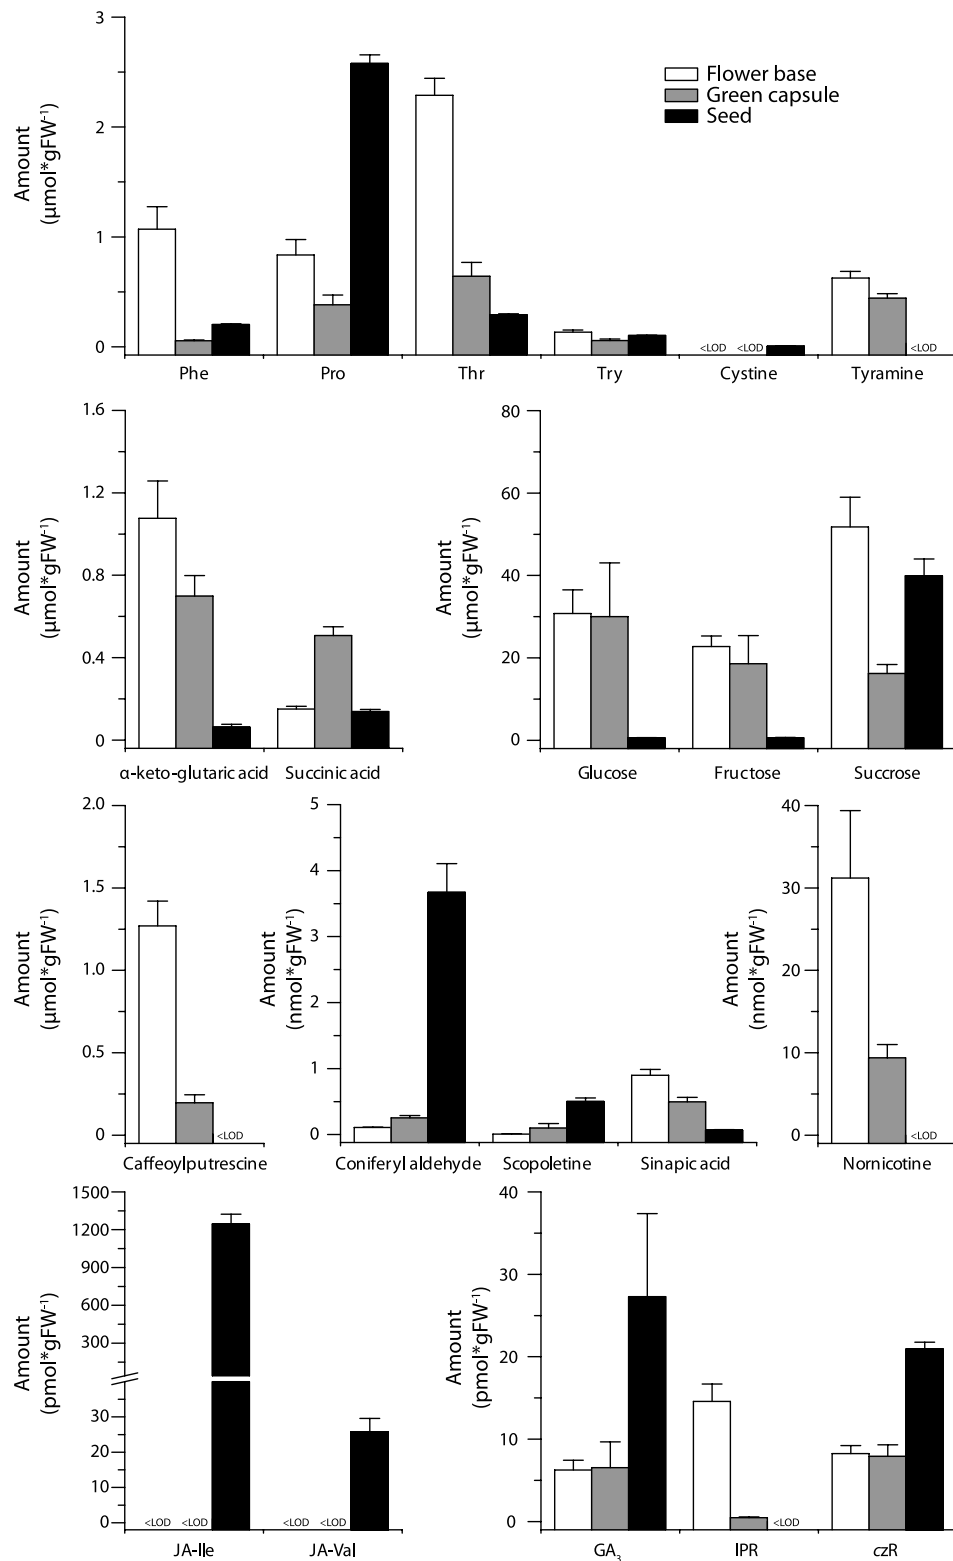 3
2
1
0
Amount
(µmol*gFW⁻¹)
Flower base
Green capsule
Seed
<LOD <LOD <LOD
Phe Pro Thr Try Cystine Tyramine
1.6
1.2
0.8
0.4
0
Amount
(µmol*gFW⁻¹)
α-keto-glutaric acid Succinic acid
80
60
40
20
0
Amount
(µmol*gFW⁻¹)
Glucose Fructose Succrose
2.0
1.5
1.0
0.5
0
Amount
(µmol*gFW⁻¹)
<LOD
Caffeoylputrescine
5
4
3
2
1
0
Amount
(nmol*gFW⁻¹)
Coniferyl aldehyde Scopoletine Sinapic acid
40
30
20
10
0
Amount
(nmol*gFW⁻¹)
<LOD
Nornicotine
1500
1200
900
600
300
30
20
10
0
Amount
(pmol*gFW⁻¹)
<LOD <LOD <LOD <LOD
JA-Ile JA-Val
40
30
20
10
0
Amount
(pmol*gFW⁻¹)
<LOD
GA₃ IPR czR